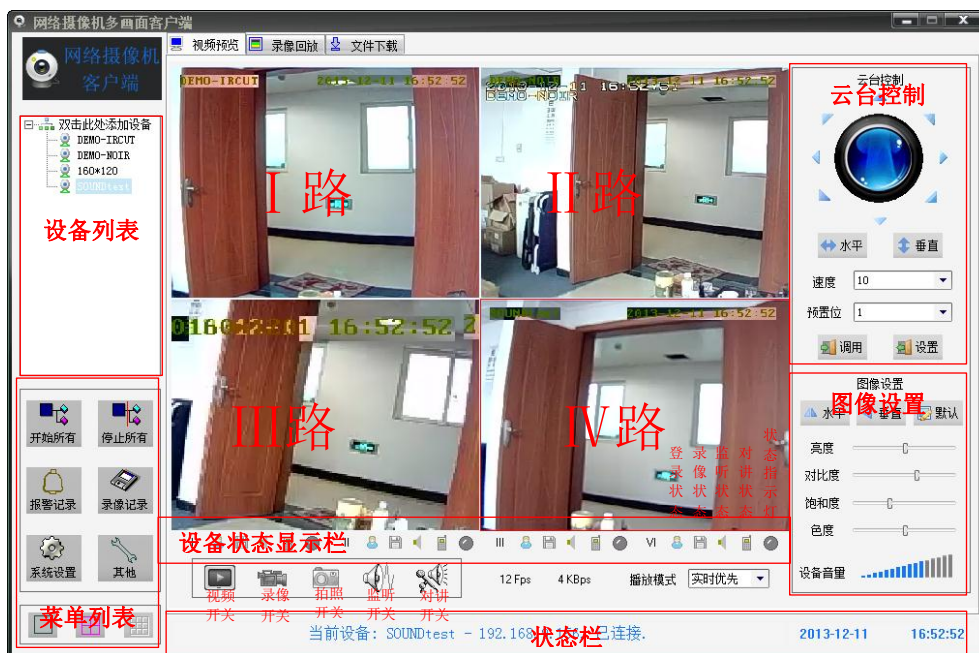 网络摄像机多画面客户端
网络摄像机
客户端
视频预览 录像回放 文件下载
双击此处添加设备
DEMO-IRCUT
DEMO-NOIR
160*120
SOUNDtest
设备列表
DEMO-IRCUT 2013-12-11 16:52:52
DEMO-NOIR
16:52:52
DEMO-NOIR
I 路
II 路
16:52:52
2013-12-11 16:52:52
III路
IV路
登录状态
录像状态
监听状态
对讲状态
状态指示灯
云台控制
云台控制
水平 垂直
速度 10
预置位 1
调用 设置
图像设置
图像设置
水平 垂直 默认
亮度
对比度
饱和度
色度
设备音量
开始所有 停止所有
报警记录 录像记录
系统设置 其他
菜单列表
设备状态显示栏
III VI
视频开关
录像开关
拍照开关
监听开关
对讲开关
12 Fps 4 KBps 播放模式 实时优先
当前设备: SOUNDtest - 192.168 已连接.
状态栏
2013-12-11 16:52:52